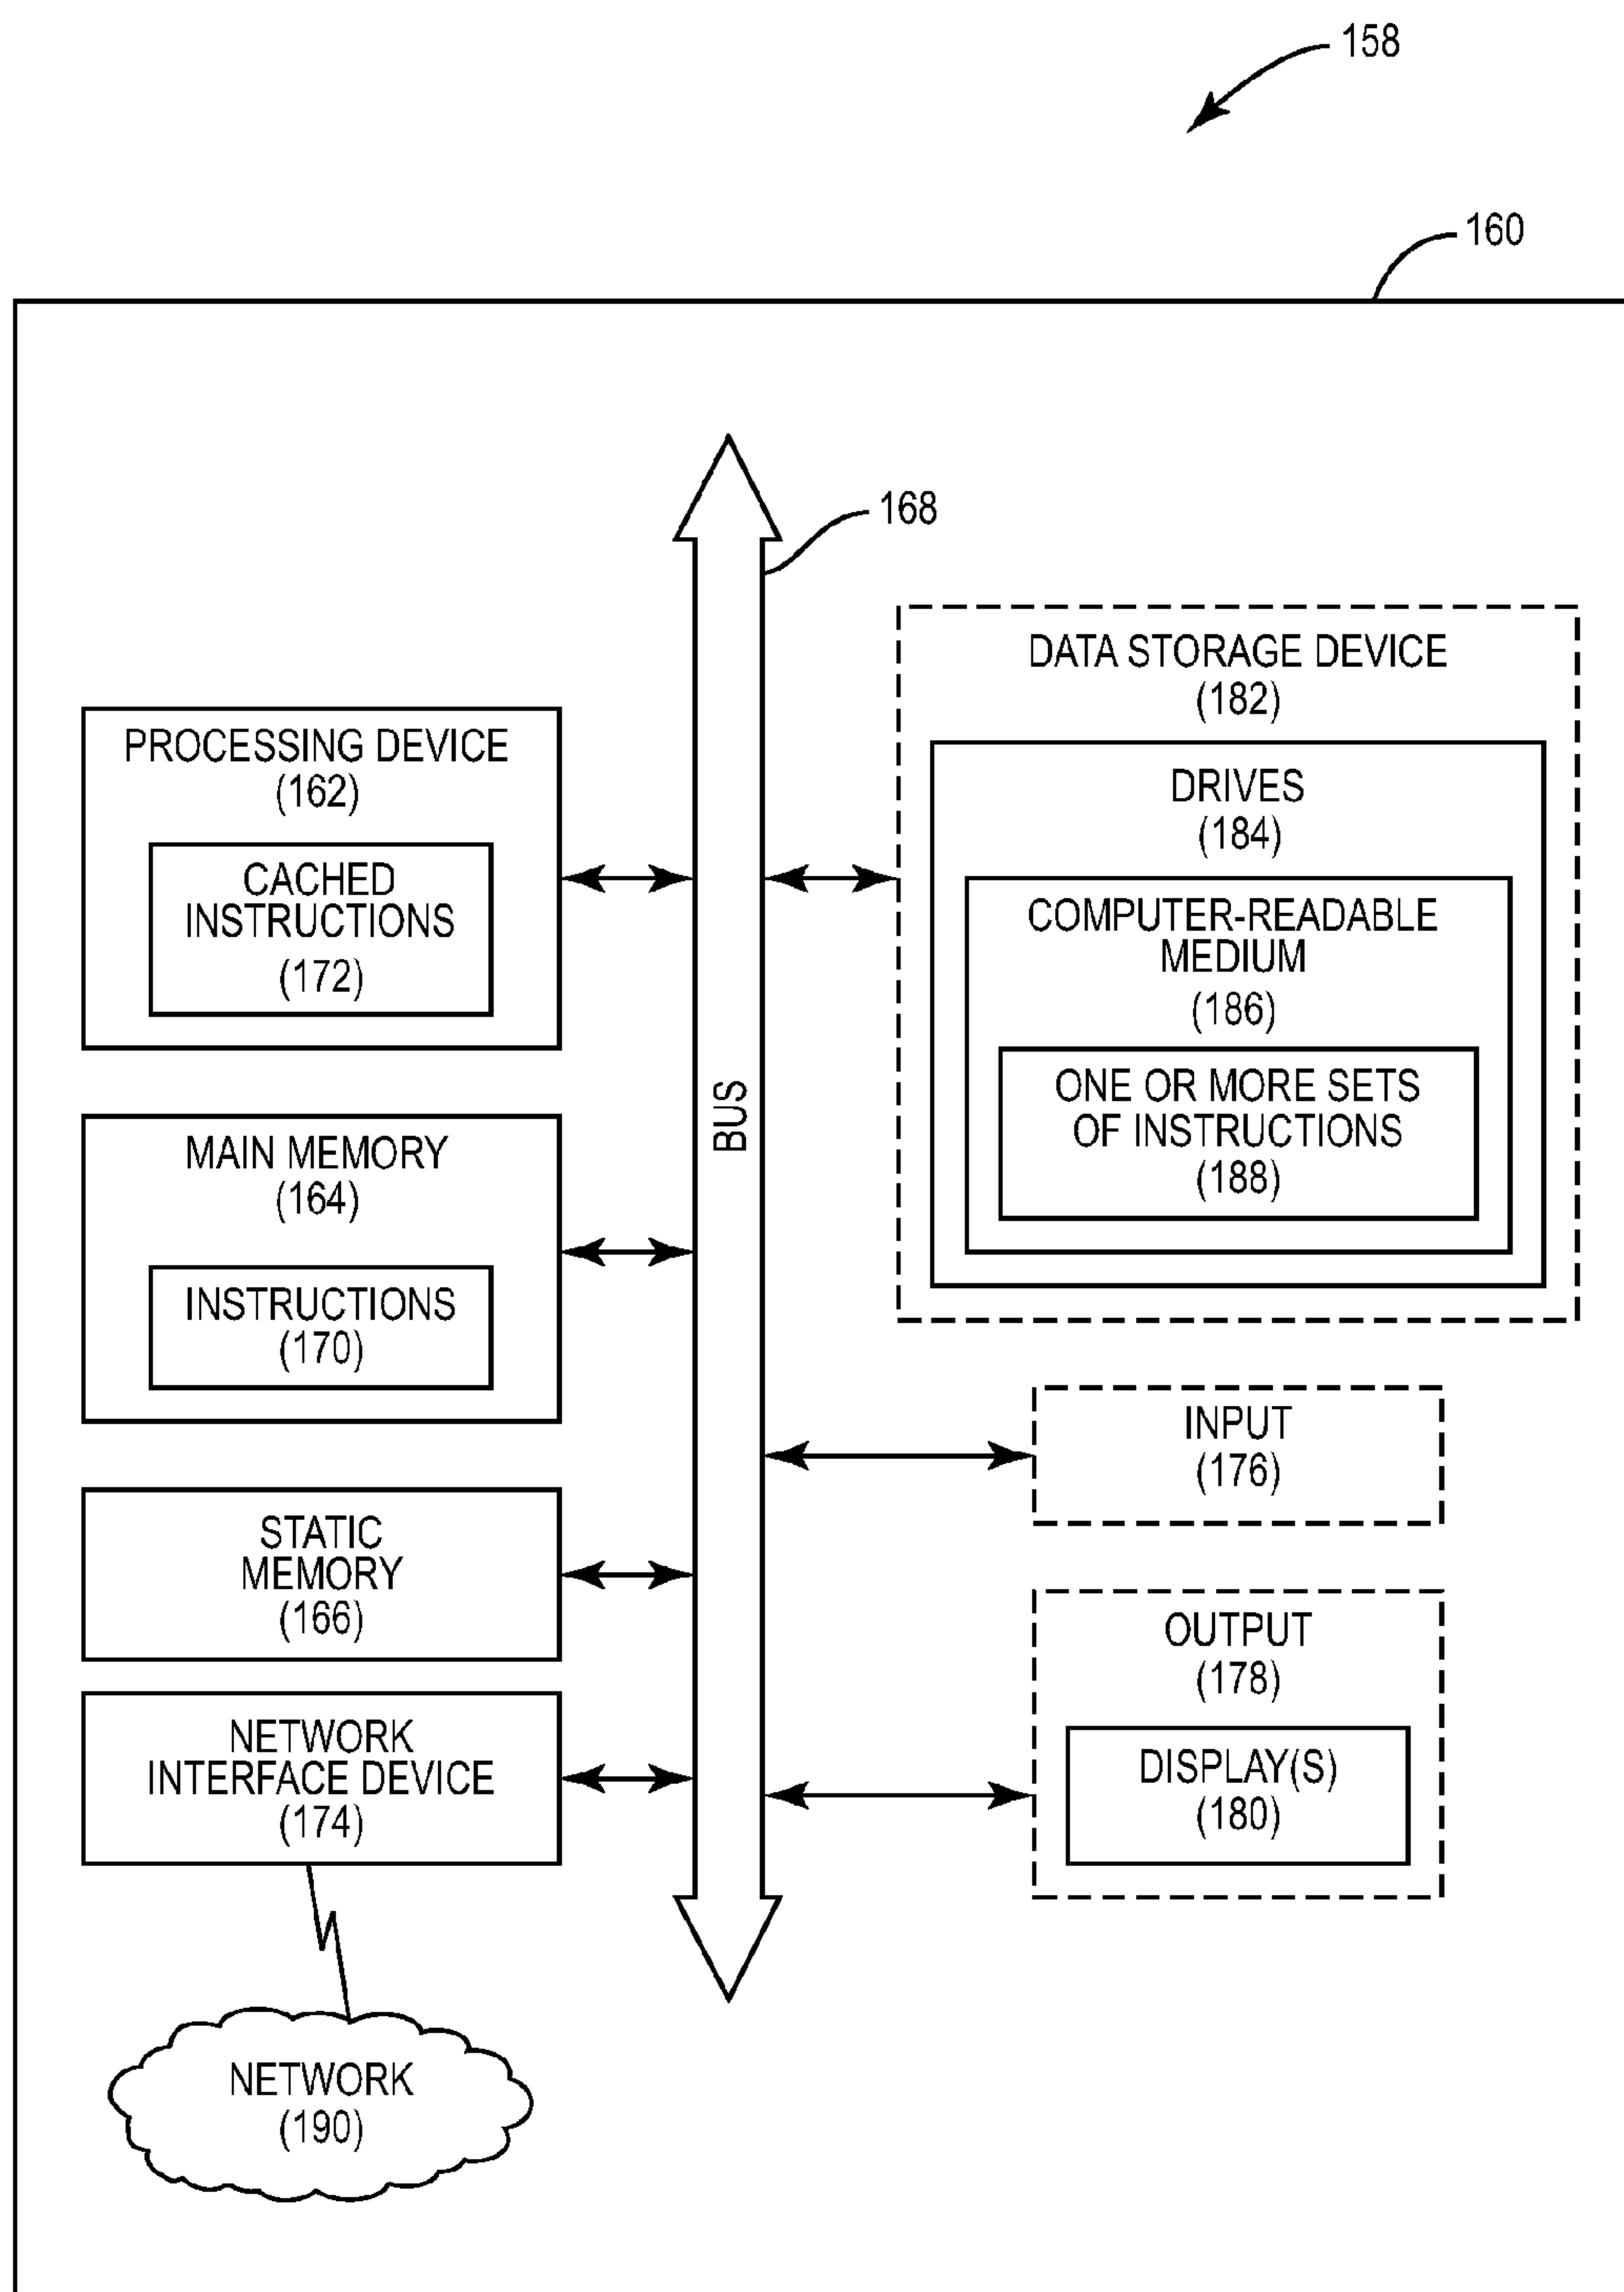 158
160
168
PROCESSING DEVICE
(162)
CACHED
INSTRUCTIONS
(172)
MAIN MEMORY
(164)
INSTRUCTIONS
(170)
STATIC
MEMORY
(166)
NETWORK
INTERFACE DEVICE
(174)
NETWORK
(190)
BUS
DATA STORAGE DEVICE
(182)
DRIVES
(184)
COMPUTER-READABLE
MEDIUM
(186)
ONE OR MORE SETS
OF INSTRUCTIONS
(188)
INPUT
(176)
OUTPUT
(178)
DISPLAY(S)
(180)